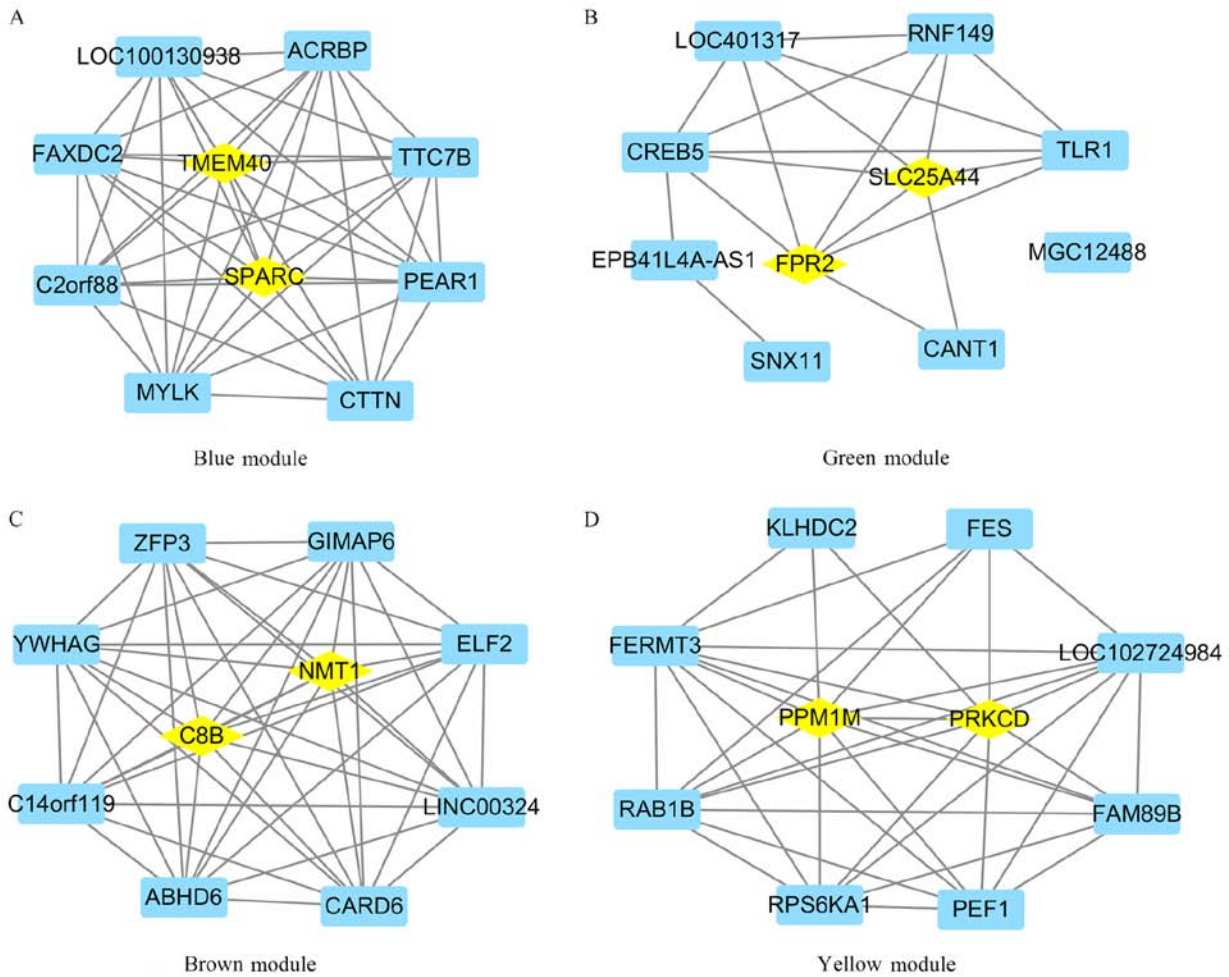 A
LOC100130938
ACRBP
FAXDC2
TMEM40
TTC7B
C2orf88
SPARC
PEAR1
MYLK
CTTN
Blue module
B
LOC401317
RNF149
CREB5
SLC25A44
TLR1
EPB41L4A-AS1
FPR2
MGC12488
SNX11
CANT1
Green module
C
ZFP3
GIMAP6
YWHAG
NMT1
ELF2
C8B
C14orf119
LINC00324
ABHD6
CARD6
Brown module
D
KLHDC2
FES
FERMT3
LOC102724984
PPM1M
PRKCD
RAB1B
FAM89B
RPS6KA1
PEF1
Yellow module